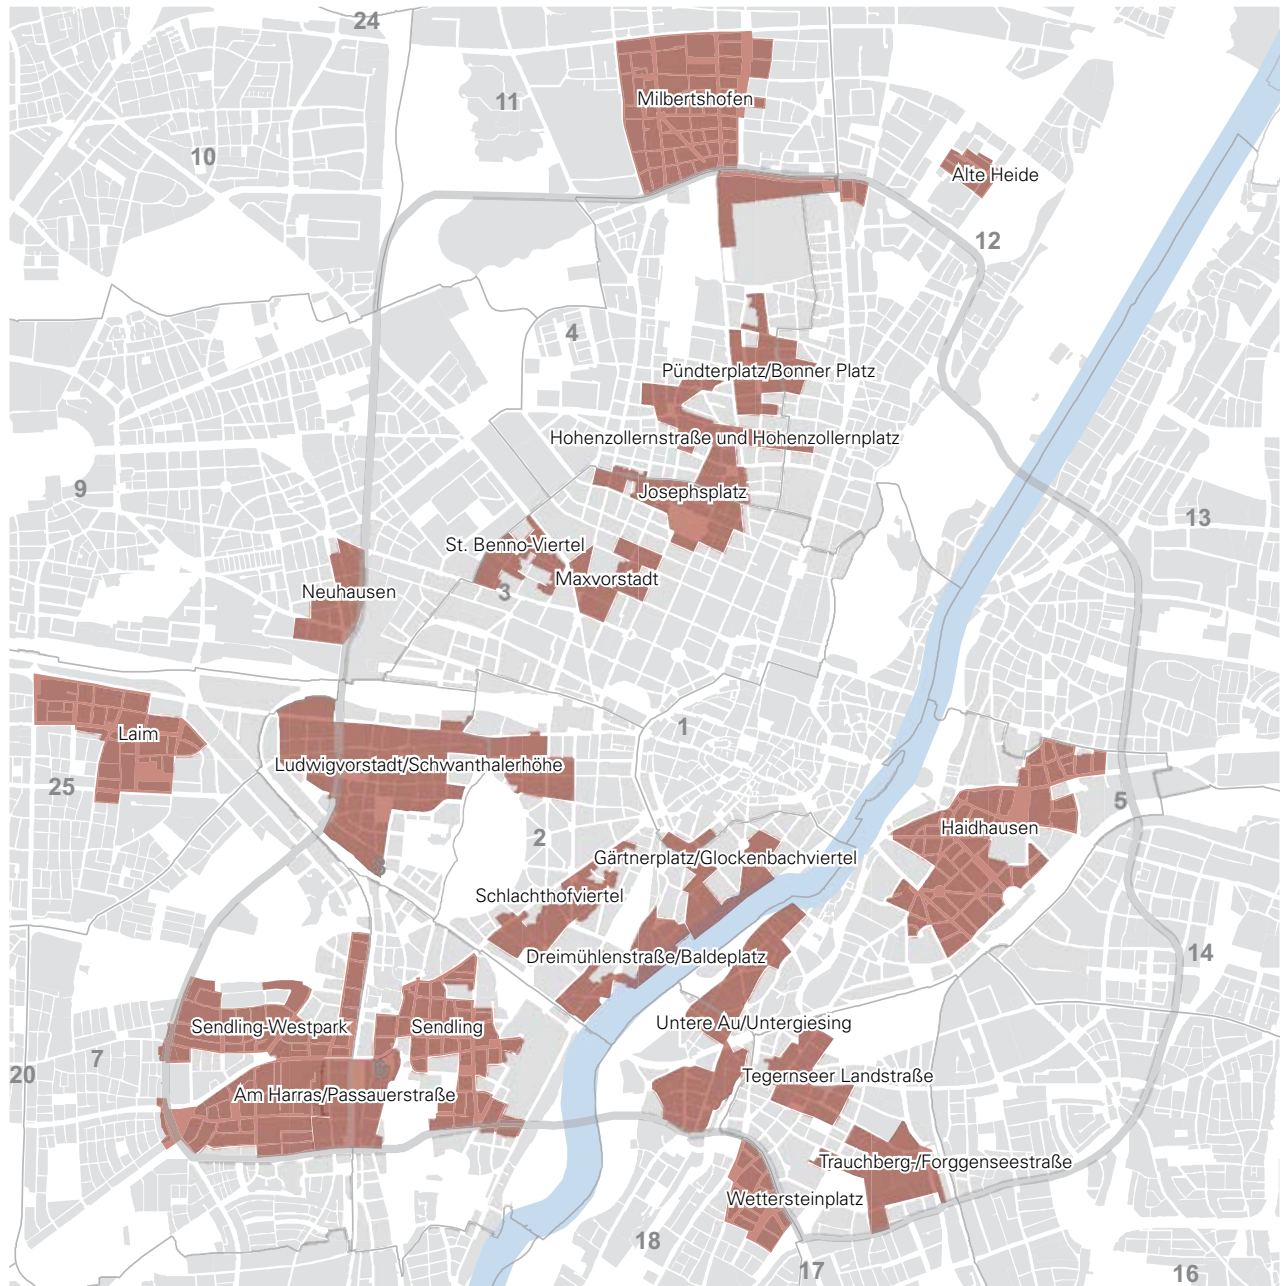 24
11
Milbertshofen
10
Alte Heide
12
4
Pündterplatz/Bonner Platz
Hohenzollernstraße und Hohenzollernplatz
9
Josephsplatz
13
St. Benno-Viertel
Maxvorstadt
Neuhausen
3
1
Laim
Ludwigvorstadt/Schwanthalerhöhe
25
5
Haidhausen
2
Gärtnerplatz/Glockenbachviertel
8
Schlachthofviertel
14
Dreimühlenstraße/Baldeplatz
Sendling-Westpark
Sendling
Untere Au/Untergiesing
7
20
6
Tegernseer Landstraße
Am Harras/Passauerstraße
Trauchberg-/Forggenseestraße
Wettersteinplatz
18
17
16